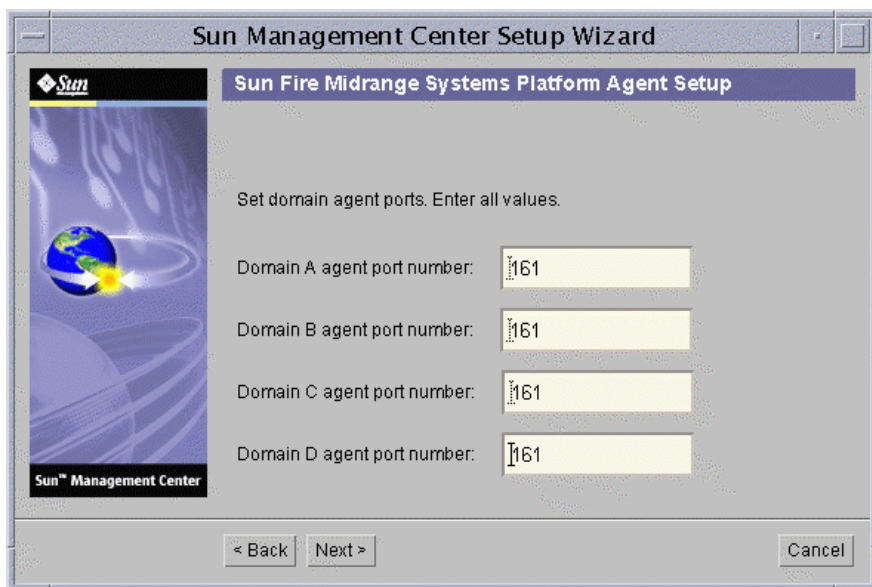 Sun Management Center Setup Wizard
Sun
Sun Fire Midrange Systems Platform Agent Setup
Set domain agent ports. Enter all values.
Domain A agent port number: 161
Domain B agent port number: 161
Domain C agent port number: 161
Domain D agent port number: 161
Sun™ Management Center
< Back Next > Cancel